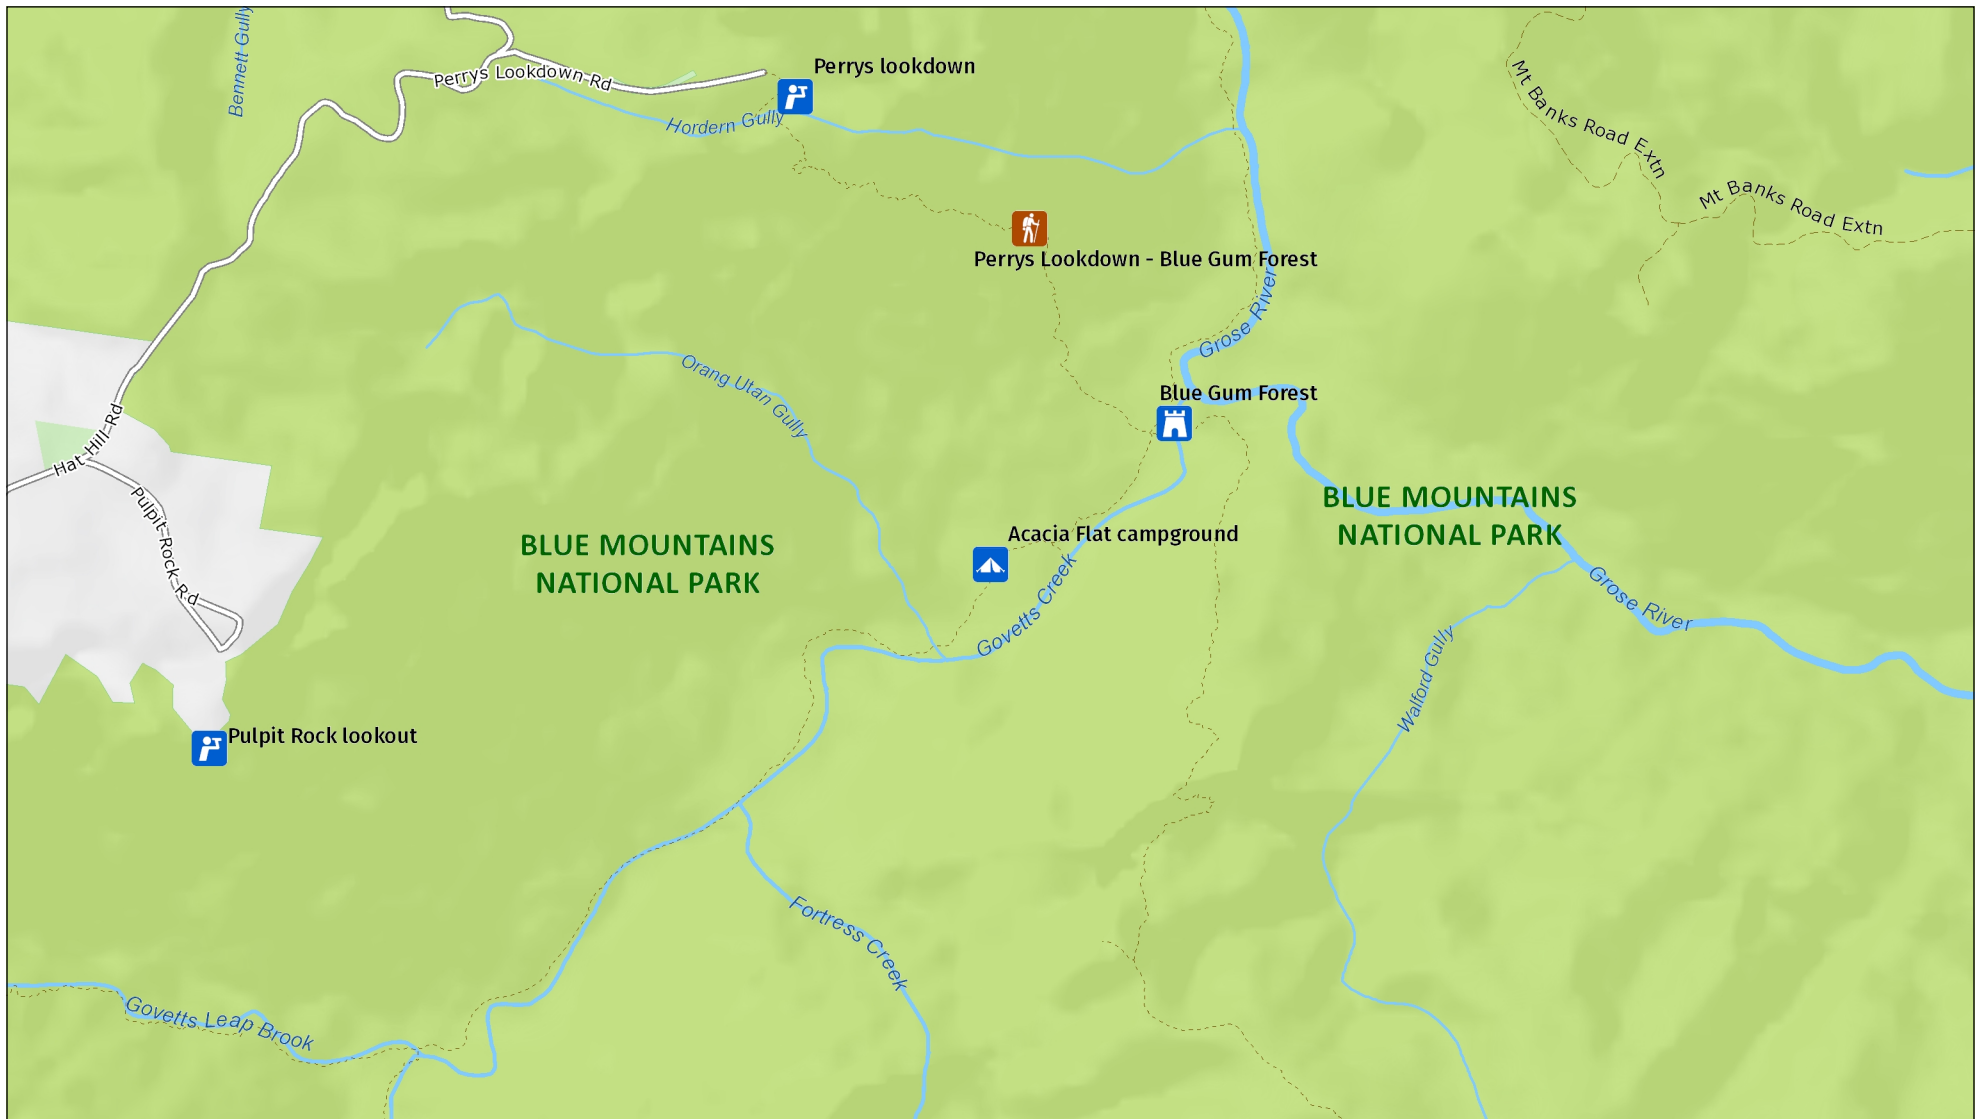 Bennett Gully
Perrys Lookdown Rd
Perrys lookdown
Hordern Gully
Mt Banks Road Extn
Mt Banks Road Extn
Perrys Lookdown - Blue Gum Forest
Grose River
Orang Utan Gully
Blue Gum Forest
Hat Hill Rd
Pulpit Rock Rd
BLUE MOUNTAINS
NATIONAL PARK
Acacia Flat campground
BLUE MOUNTAINS
NATIONAL PARK
Govetts Creek
Grose River
Walford Gully
Pulpit Rock lookout
Fortress Creek
Govetts Leap Brook